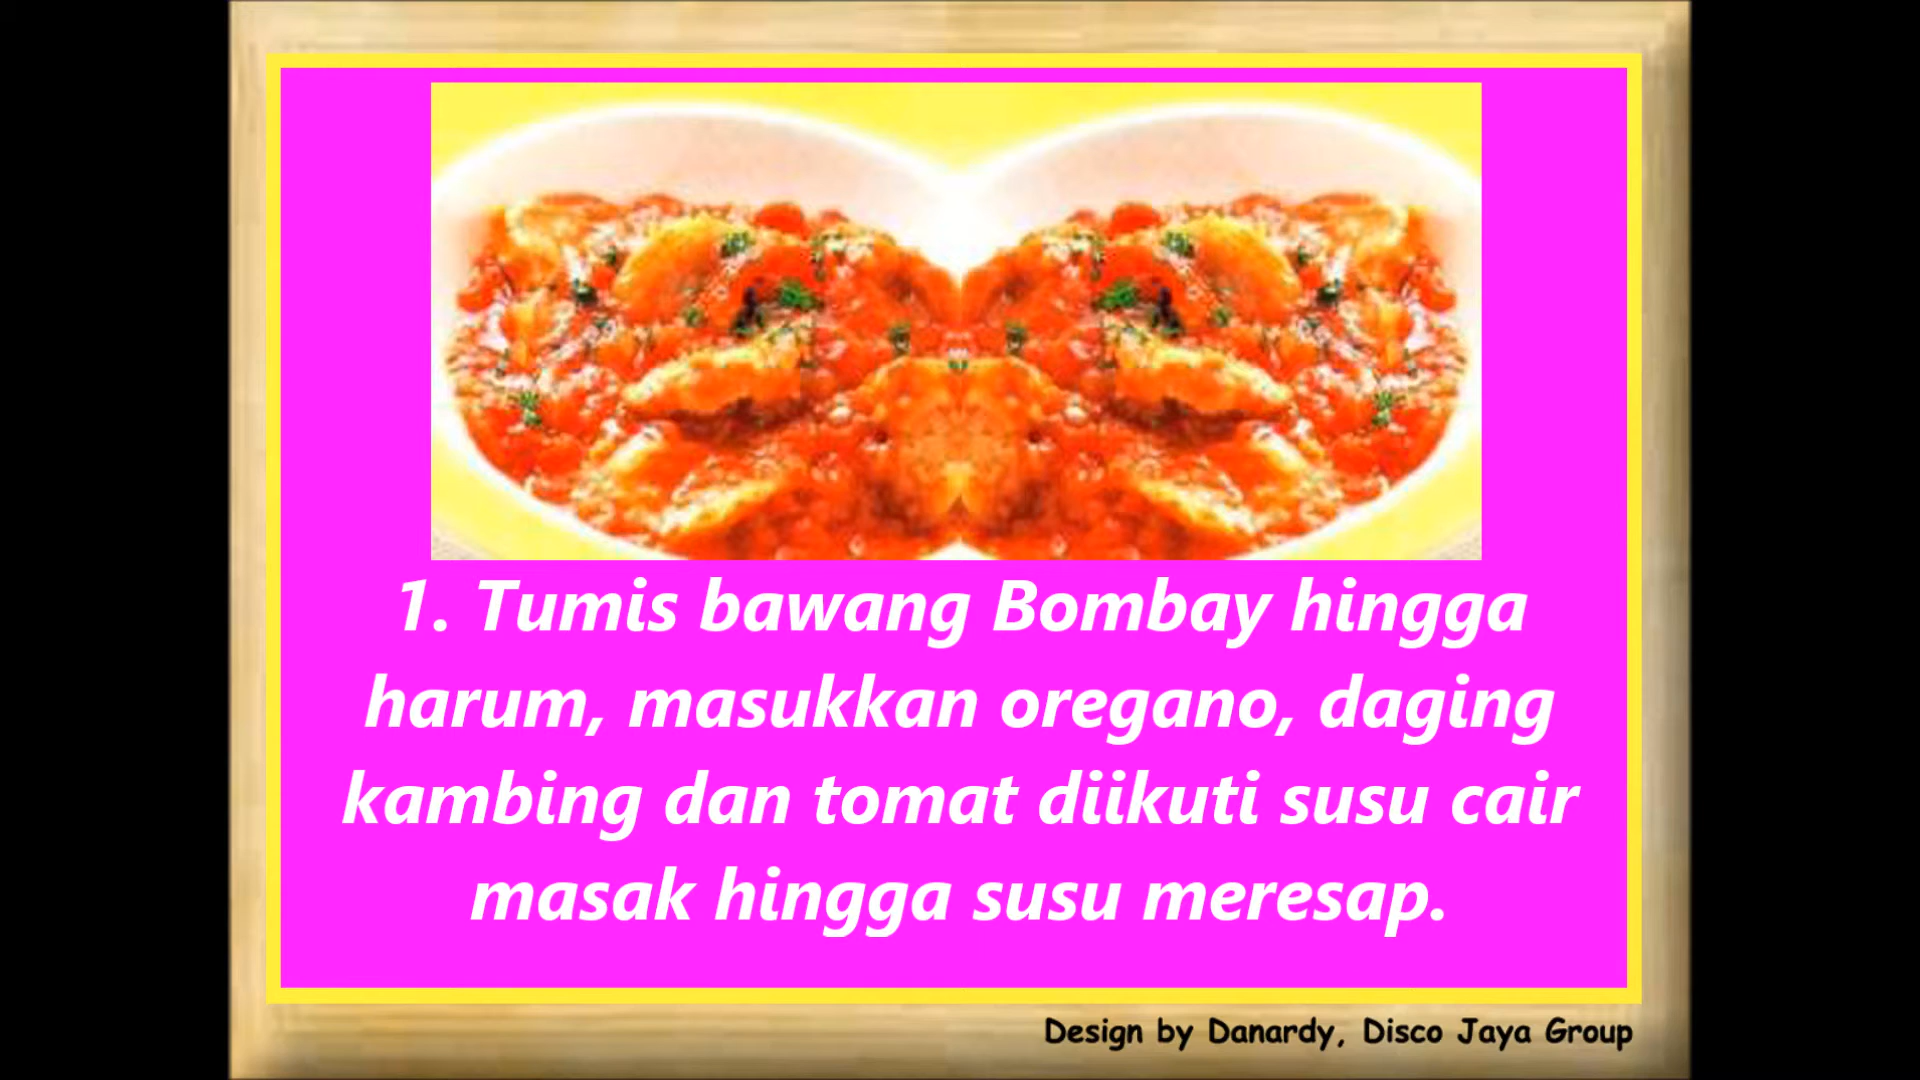 1. Tumis bawang Bombay hingga
harum, masukkan oregano, daging
kambing dan tomat diikuti susu cair
masak hingga susu meresap.
Design by Danardy, Disco Jaya Group